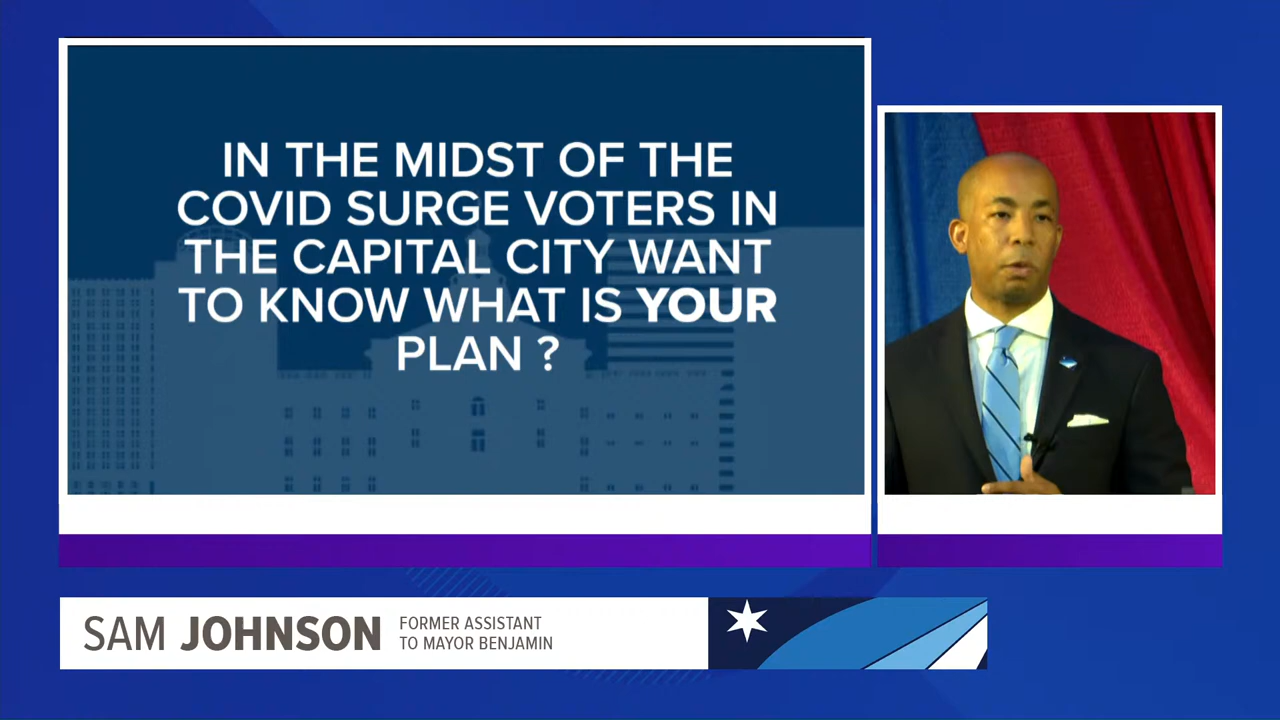 IN THE MIDST OF THE
COVID SURGE VOTERS IN
THE CAPITAL CITY WANT
TO KNOW WHAT IS YOUR
PLAN ?
SAM JOHNSON
FORMER ASSISTANT
TO MAYOR BENJAMIN